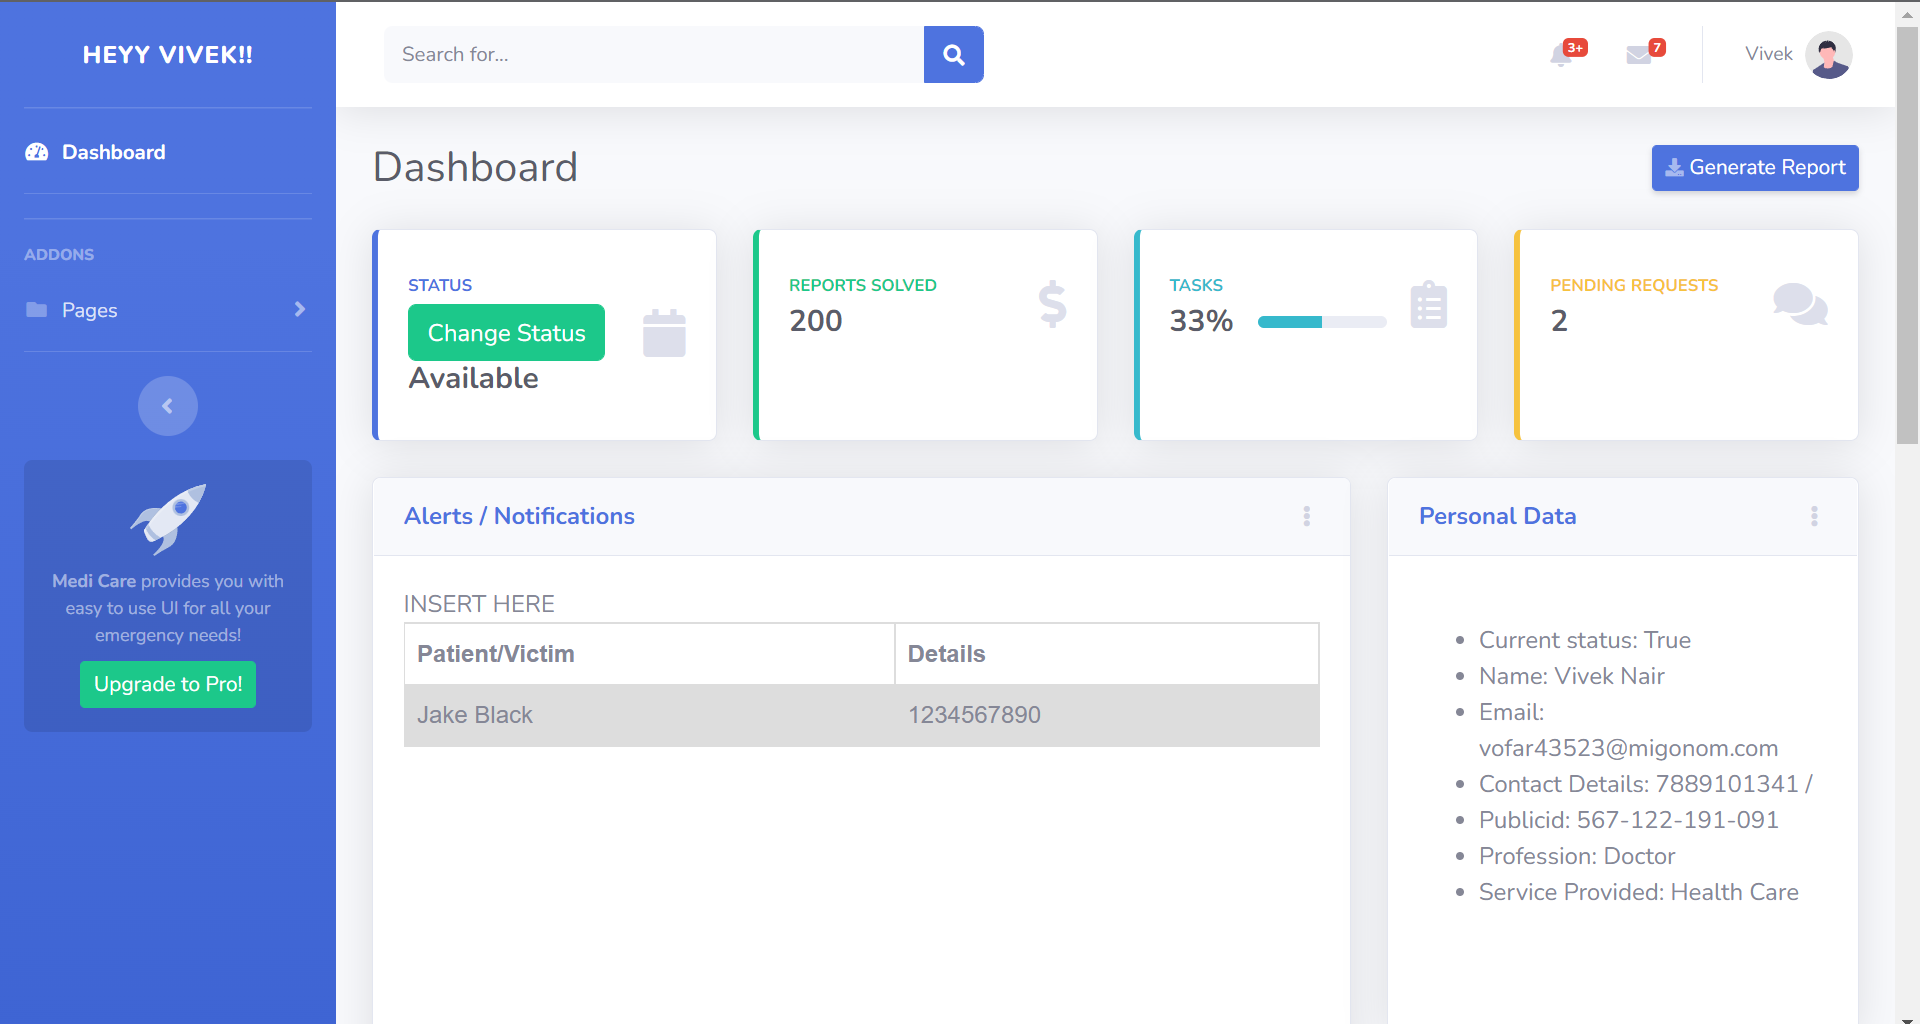 HEYY VIVEK!!
Dashboard
ADDONS
Pages
Medi Care provides you with
easy to use UI for all your
emergency needs!
Upgrade to Pro!
Search for...
3+
7
Vivek
Dashboard
Generate Report
STATUS
Change Status
Available
REPORTS SOLVED
200
TASKS
33%
PENDING REQUESTS
2
Alerts / Notifications
INSERT HERE
Patient/Victim Details
Jake Black 1234567890
Personal Data
Current status: True
Name: Vivek Nair
Email:
vofar43523@migonom.com
Contact Details: 7889101341 /
Publicid: 567-122-191-091
Profession: Doctor
Service Provided: Health Care